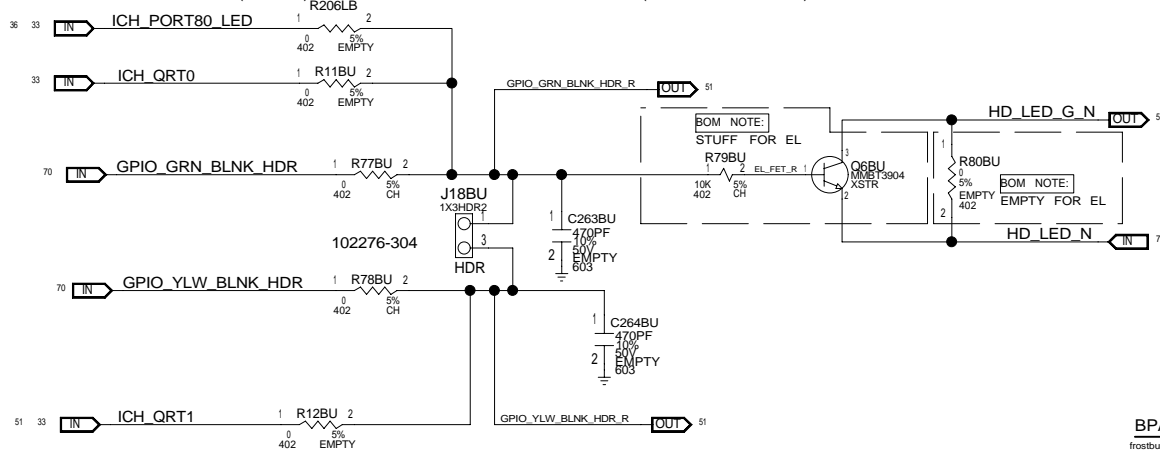 R206LB
36 33 IN ICH_PORT80_LED 1 2
0 5%
402 EMPTY
33 IN ICH_QRT0 1 R11BU 2
0 5%
402 EMPTY
GPIO_GRN_BLNK_HDR_R OUT 51
BOM NOTE:
STUFF FOR EL
HD_LED_G_N OUT
70 IN GPIO_GRN_BLNK_HDR 1 R77BU 2
0 5%
402 CH
R79BU
1 2
10K 5%
402 CH
EL_FET_R 1
3
Q6BU
MMBT3904
XSTR
2
1
R80BU
0
5%
EMPTY
402
2
BOM NOTE:
EMPTY FOR EL
J18BU
1X3HDR2
1
3
HDR
102276-304
1 C263BU
470PF
10%
50V
2 EMPTY
603
HD_LED_N IN
70 IN GPIO_YLW_BLNK_HDR 1 R78BU 2
0 5%
402 CH
1 C264BU
470PF
10%
50V
2 EMPTY
603
51 33 IN ICH_QRT1 1 R12BU 2
0 5%
402 EMPTY
GPIO_YLW_BLNK_HDR_R OUT 51